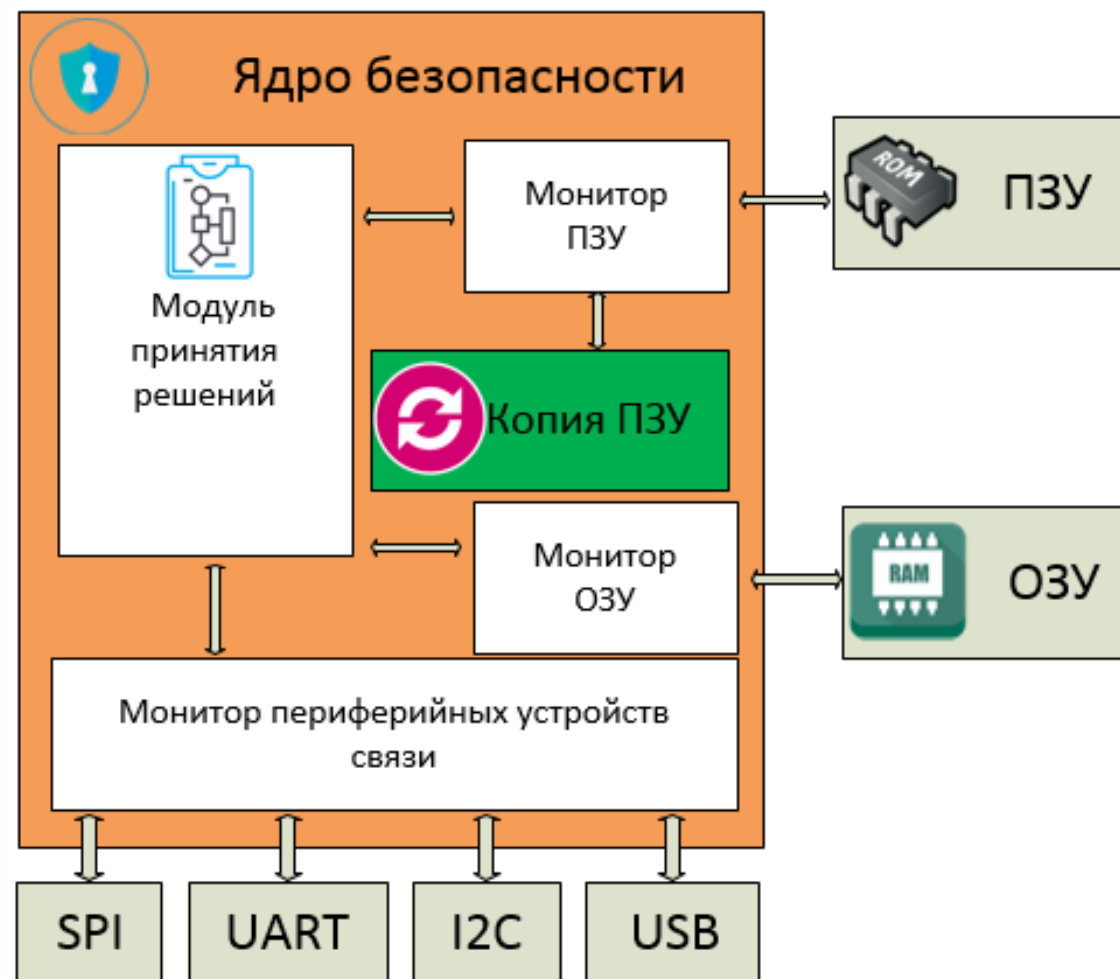 Ядро безопасности
Модуль
принятия
решений
Монитор
ПЗУ
ROM
ПЗУ
Копия ПЗУ
Монитор
ОЗУ
RAM
ОЗУ
Монитор периферийных устройств
связи
SPI
UART
I2C
USB